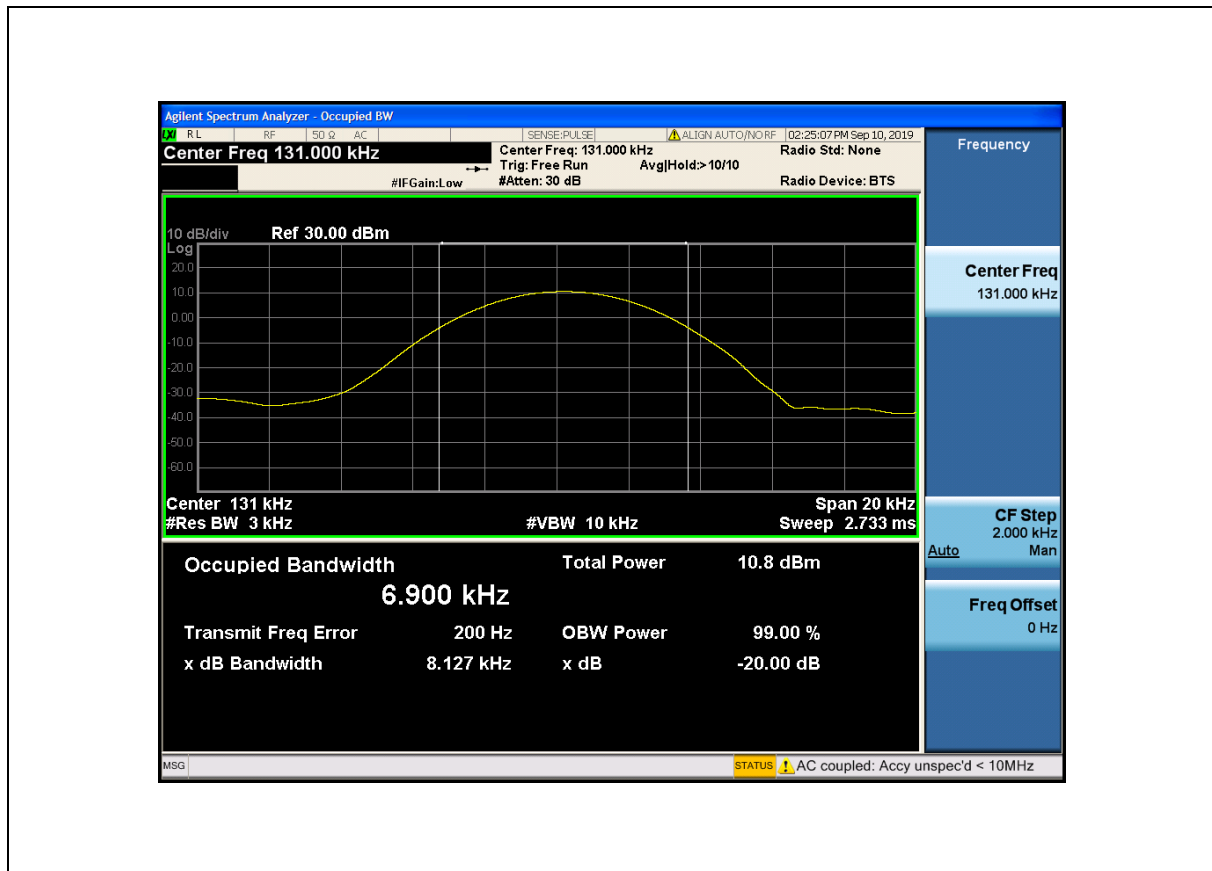 Agilent Spectrum Analyzer - Occupied BW
LXI RL RF 50 Ω AC SENSE:PULSE ALIGN AUTO/NO RF 02:25:07 PM Sep 10, 2019
Center Freq 131.000 kHz
Center Freq: 131.000 kHz Radio Std: None
Trig: Free Run Avg|Hold:>10/10
#IFGain:Low #Atten: 30 dB Radio Device: BTS
10 dB/div Ref 30.00 dBm
Log
20.0
10.0
0.00
-10.0
-20.0
-30.0
-40.0
-50.0
-60.0
Center 131 kHz Span 20 kHz
#Res BW 3 kHz #VBW 10 kHz Sweep 2.733 ms
Occupied Bandwidth Total Power 10.8 dBm
6.900 kHz
Transmit Freq Error 200 Hz OBW Power 99.00 %
x dB Bandwidth 8.127 kHz x dB -20.00 dB
Frequency
Center Freq
131.000 kHz
CF Step
2.000 kHz
Auto Man
Freq Offset
0 Hz
MSG STATUS AC coupled: Accy unspec'd < 10MHz